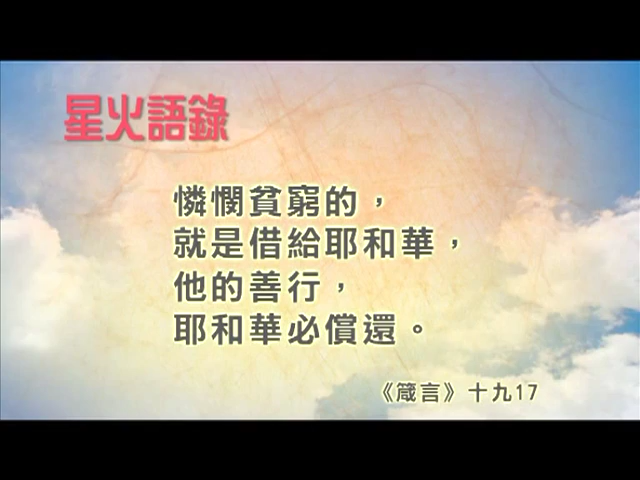 星火語錄
憐憫貧窮的，
就是借給耶和華，
他的善行，
耶和華必償還。
《箴言》十九17